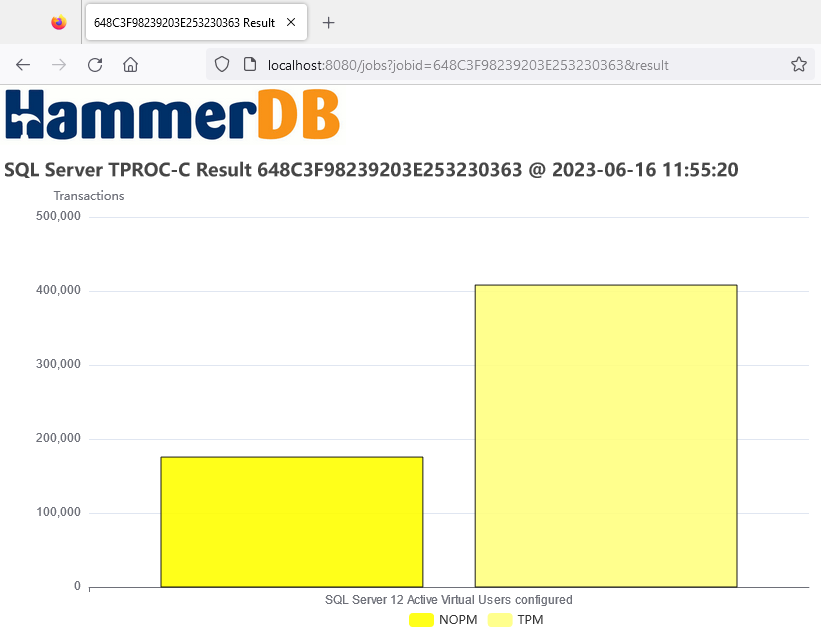 648C3F98239203E253230363 Result
localhost:8080/jobs?jobid=648C3F98239203E253230363&result
HammerDB
SQL Server TPROC-C Result 648C3F98239203E253230363 @ 2023-06-16 11:55:20
Transactions
500,000
400,000
300,000
200,000
100,000
0
SQL Server 12 Active Virtual Users configured
NOPM TPM